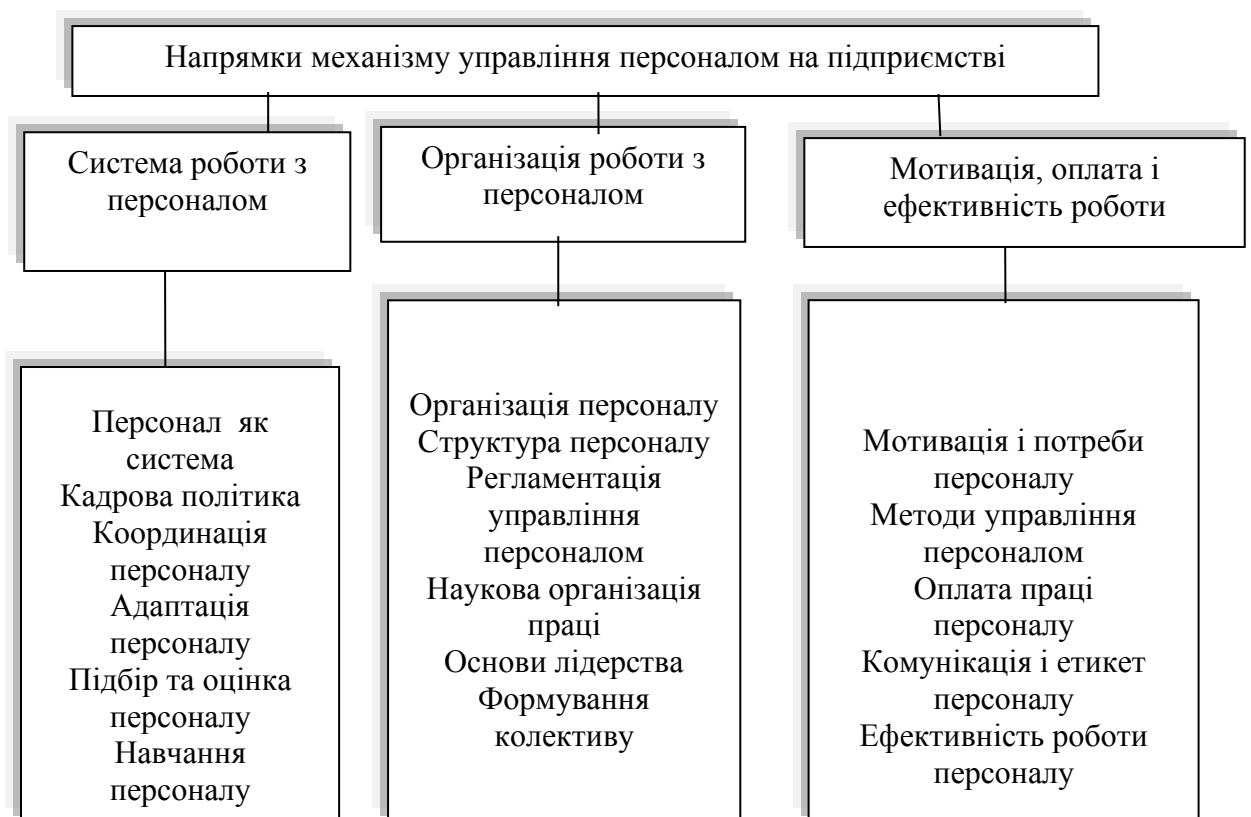 Напрямки механізму управління персоналом на підприємстві
Система роботи з
персоналом
Організація роботи з
персоналом
Мотивація, оплата і
ефективність роботи
Персонал як
система
Кадрова політика
Координація
персоналу
Адаптація
персоналу
Підбір та оцінка
персоналу
Навчання
персоналу
Організація персоналу
Структура персоналу
Регламентація
управління
персоналом
Наукова організація
праці
Основи лідерства
Формування
колективу
Мотивація і потреби
персоналу
Методи управління
персоналом
Оплата праці
персоналу
Комунікація і етикет
персоналу
Ефективність роботи
персоналу